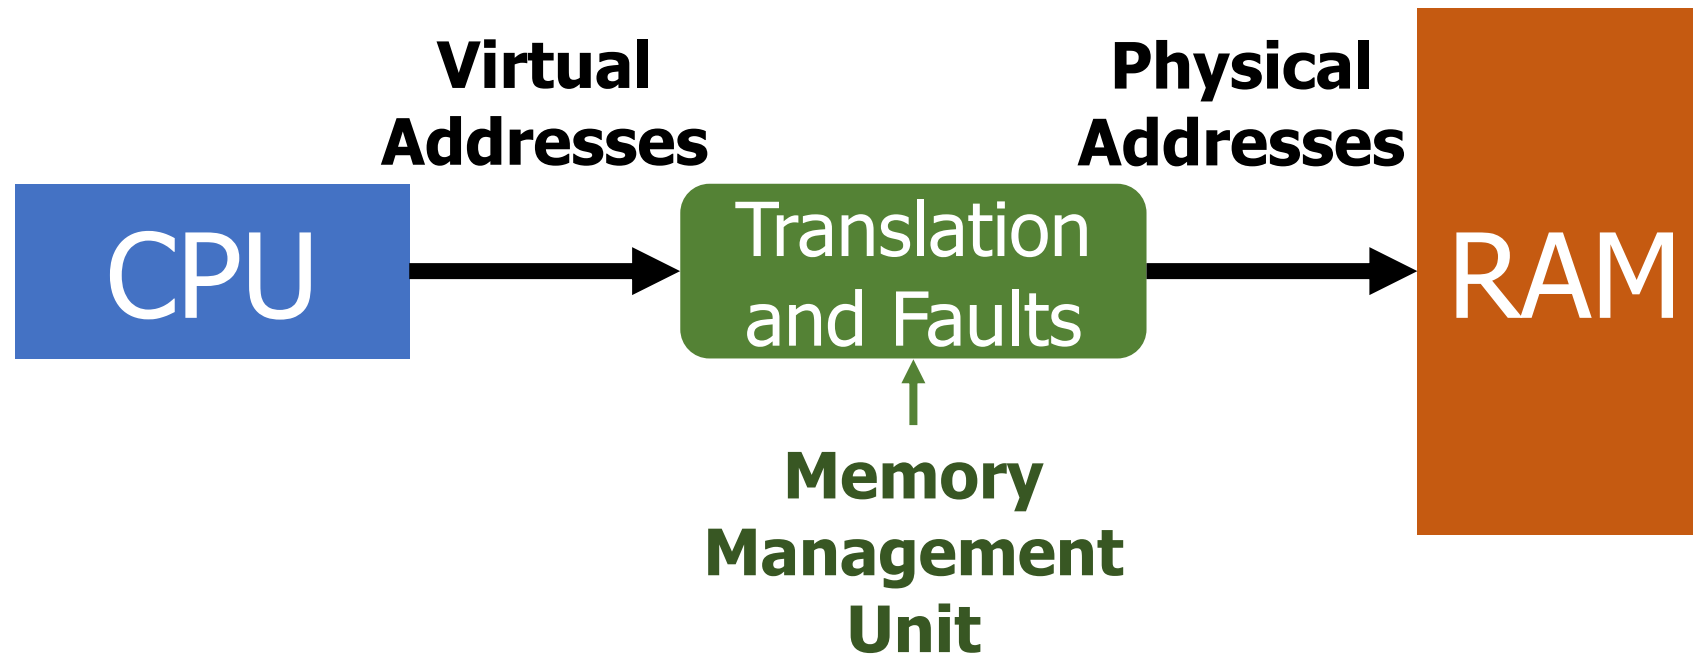 Virtual
Addresses
Physical
Addresses
CPU
Translation
and Faults
RAM
Memory
Management
Unit